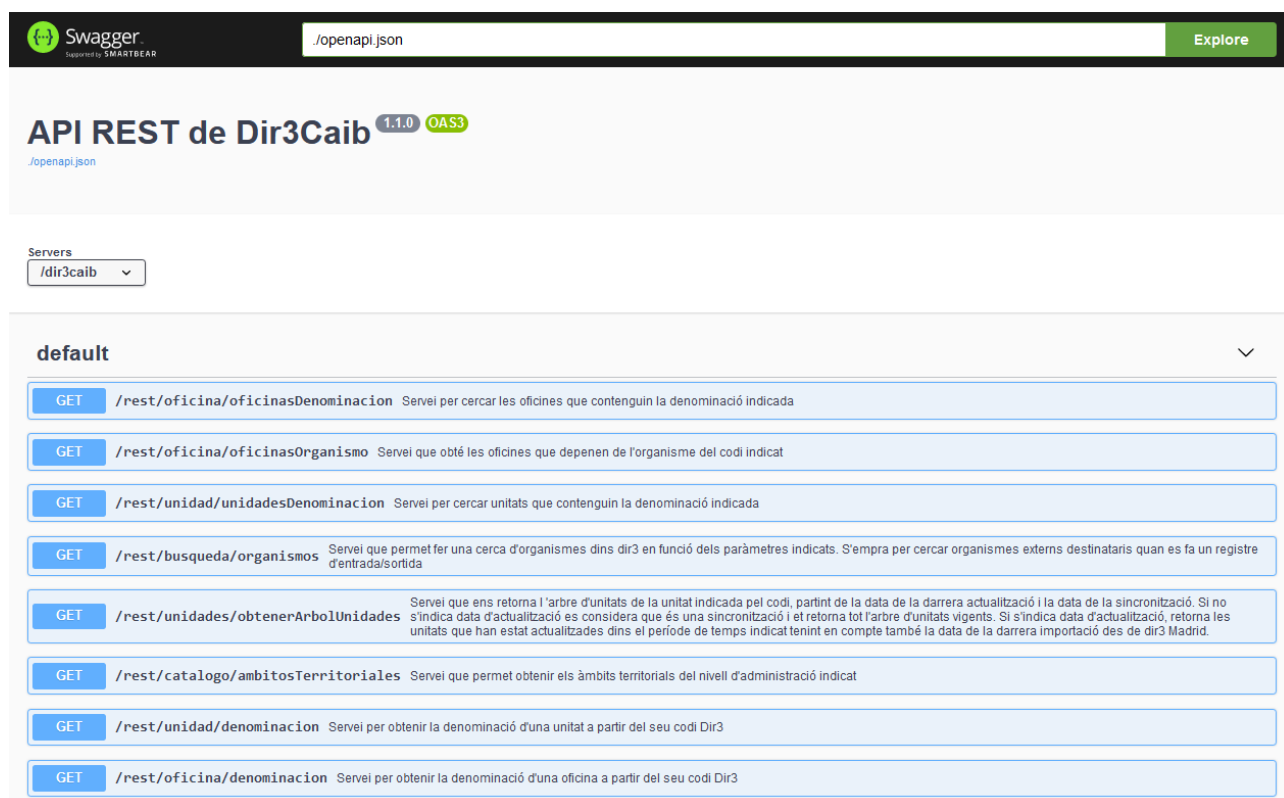 Swagger.
Supported by SMARTBEAR
./openapi.json
Explore
API REST de Dir3Caib 1.1.0 OAS3
./openapi.json
Servers
/dir3caib
default
GET /rest/oficina/oficinasDenominacion Servei per cercar les oficines que contenguin la denominació indicada
GET /rest/oficina/oficinasOrganismo Servei que obté les oficines que depenen de l'organisme del codi indicat
GET /rest/unidad/unidadesDenominacion Servei per cercar unitats que contenguin la denominació indicada
GET /rest/busqueda/organismos Servei que permet fer una cerca d'organismes dins dir3 en funció dels paràmetres indicats. S'empra per cercar organismes externs destinataris quan es fa un registre
d'entrada/sortida
GET /rest/unidades/obtenerArbolUnidades Servei que ens retorna l 'arbre d'unitats de la unitat indicada pel codi, partint de la data de la darrera actualització i la data de la sincronització. Si no
s'indica data d'actualització es considera que és una sincronització i et retorna tot l'arbre d'unitats vigents. Si s'indica data d'actualització, retorna les
unitats que han estat actualitzades dins el període de temps indicat tenint en compte també la data de la darrera importació des de dir3 Madrid.
GET /rest/catalogo/ambitosTerritoriales Servei que permet obtenir els àmbits territorials del nivell d'administració indicat
GET /rest/unidad/denominacion Servei per obtenir la denominació d'una unitat a partir del seu codi Dir3
GET /rest/oficina/denominacion Servei per obtenir la denominació d'una oficina a partir del seu codi Dir3